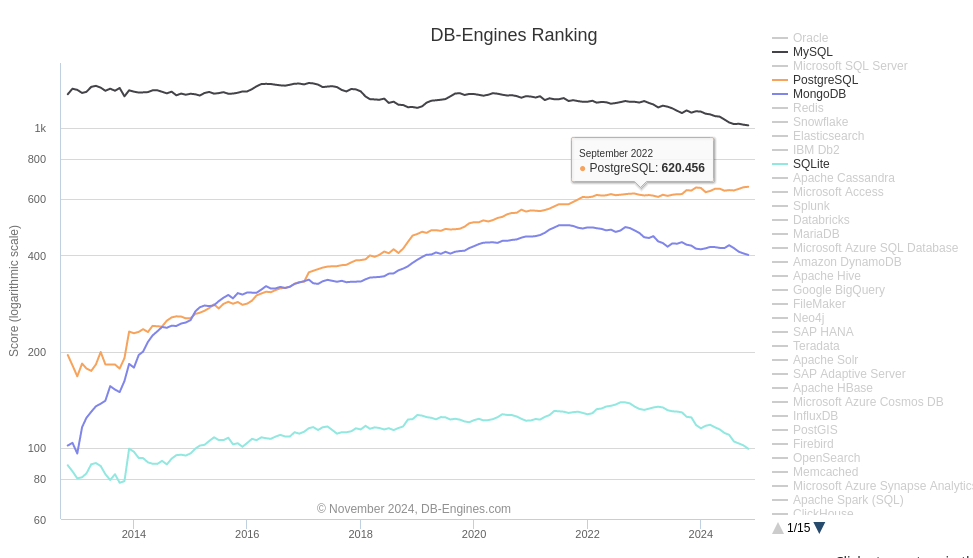 DB-Engines Ranking
Score (logarithmic scale)
1k
800
600
400
200
100
80
60
2014
2016
2018
2020
2022
2024
September 2022
● PostgreSQL: 620.456
© November 2024, DB-Engines.com
Oracle
MySQL
Microsoft SQL Server
PostgreSQL
MongoDB
Redis
Snowflake
Elasticsearch
IBM Db2
SQLite
Apache Cassandra
Microsoft Access
Splunk
Databricks
MariaDB
Microsoft Azure SQL Database
Amazon DynamoDB
Apache Hive
Google BigQuery
FileMaker
Neo4j
SAP HANA
Teradata
Apache Solr
SAP Adaptive Server
Apache HBase
Microsoft Azure Cosmos DB
InfluxDB
PostGIS
Firebird
OpenSearch
Memcached
Microsoft Azure Synapse Analytics
Apache Spark (SQL)
ClickHouse
1/15